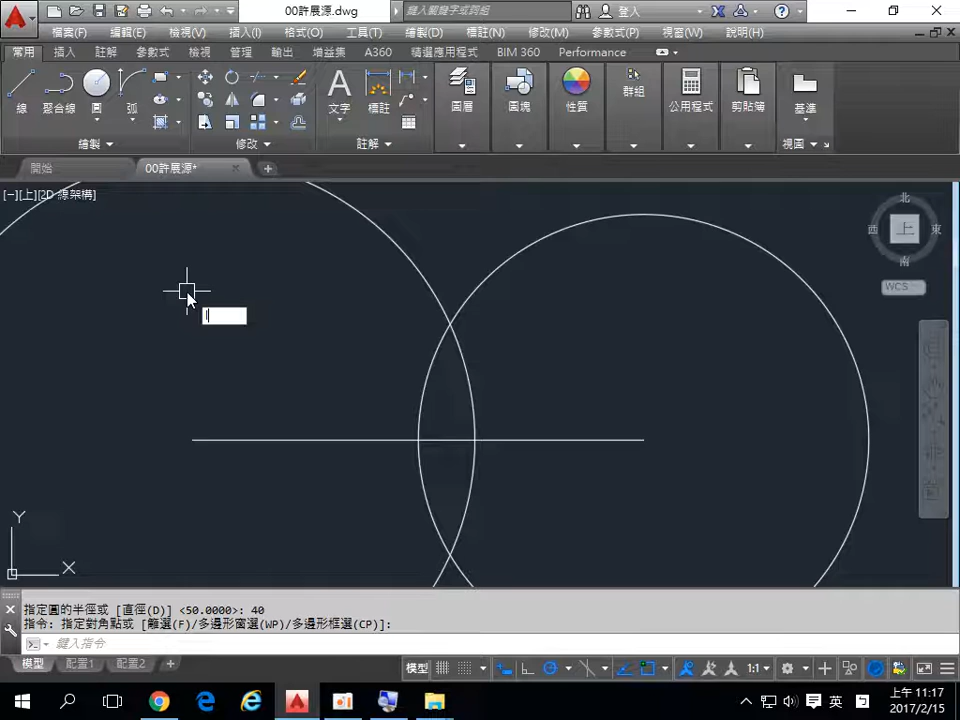 00許展源.dwg
鍵入關鍵字或詞組
登入
檔案(F) 編輯(E) 檢視(V) 插入(I) 格式(O) 工具(T) 繪製(D) 標註(N) 修改(M) 參數式(P) 視窗(W) 說明(H)
常用 插入 註解 參數式 檢視 管理 輸出 增益集 A360 精選應用程式 BIM 360 Performance
線 聚合線 圓 弧 文字 標註 圖層 圖塊 性質 群組 公用程式 剪貼簿 基準
繪製 修改 註解 視圖
開始 00許展源*
[−][上][2D 線架構]
北
西 上 東
南
WCS
l
Y
X
指定圓的半徑或 [直徑(D)] <50.0000>: 40
指令: 指定對角點或 [籬選(F)/多邊形窗選(WP)/多邊形框選(CP)]:
鍵入指令
模型 配置1 配置2
模型 1:1
英
上午 11:17
2017/2/15